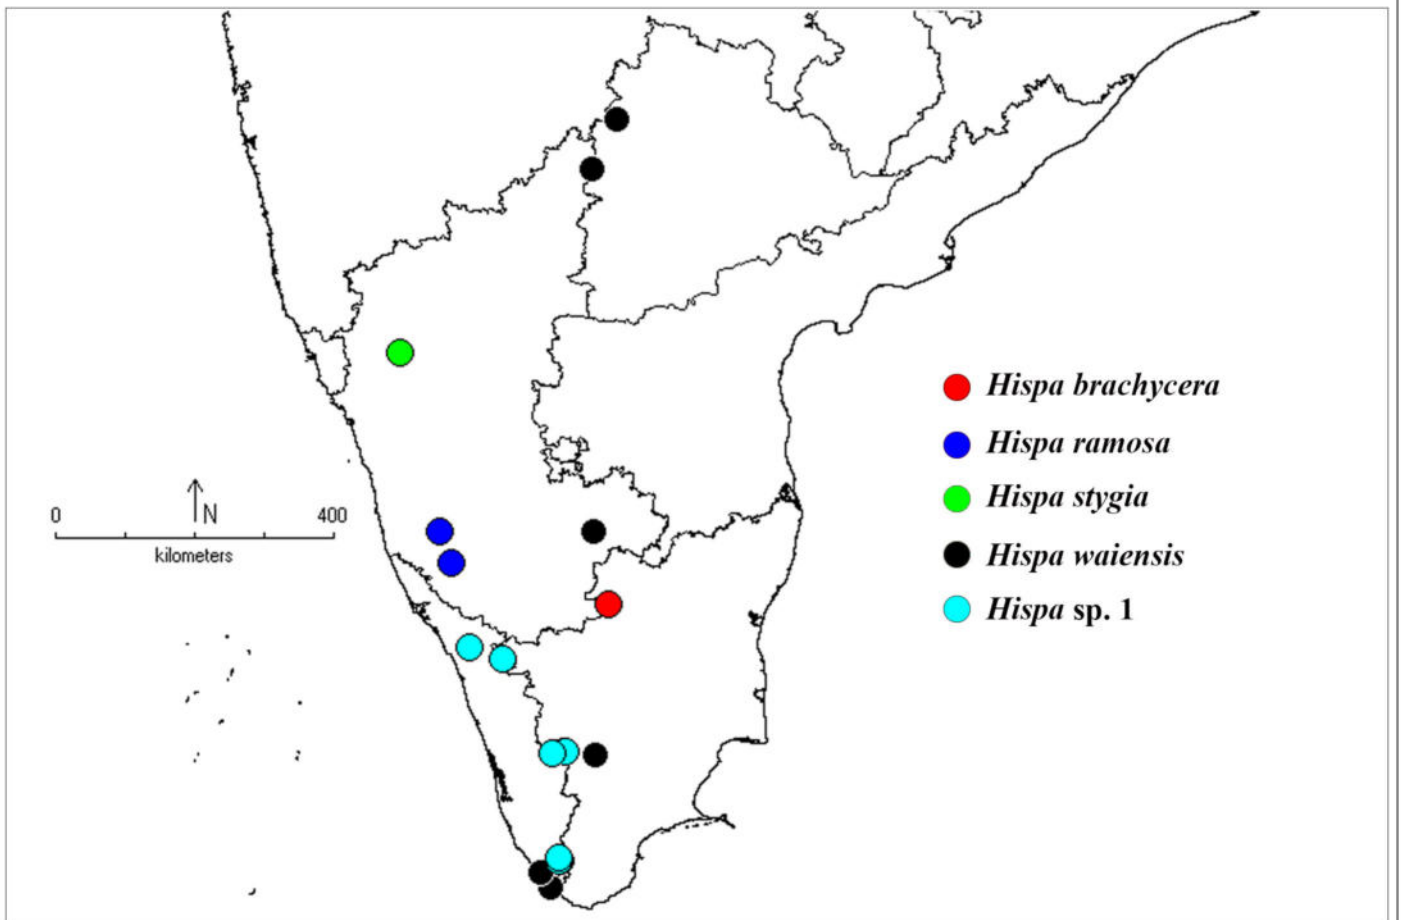 Hispa brachycera
Hispa ramosa
Hispa stygia
Hispa waiensis
Hispa sp. 1
0 N 400
kilometers